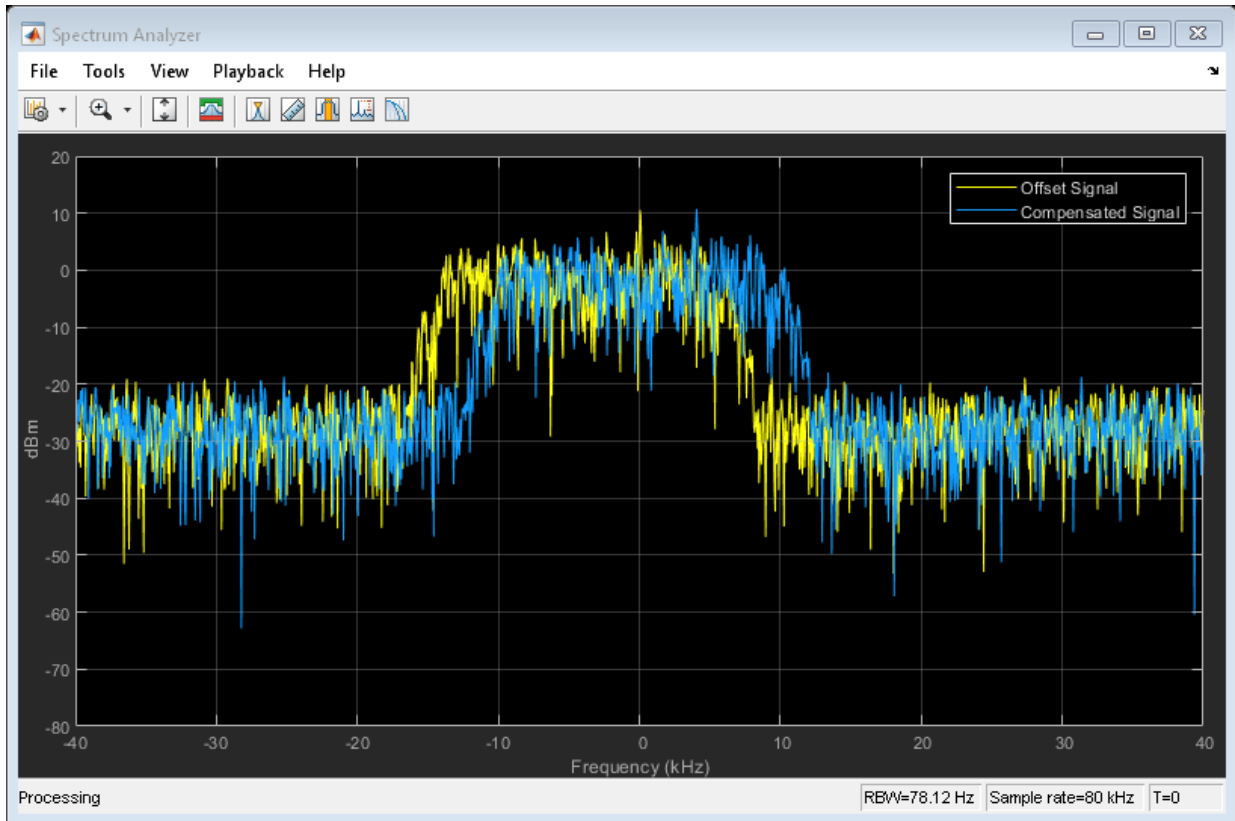 Spectrum Analyzer
File Tools View Playback Help
20
10
0
-10
-20
-30
-40
-50
-60
-70
-80
dBm
Offset Signal
Compensated Signal
-40 -30 -20 -10 0 10 20 30 40
Frequency (kHz)
Processing RBW=78.12 Hz Sample rate=80 kHz T=0